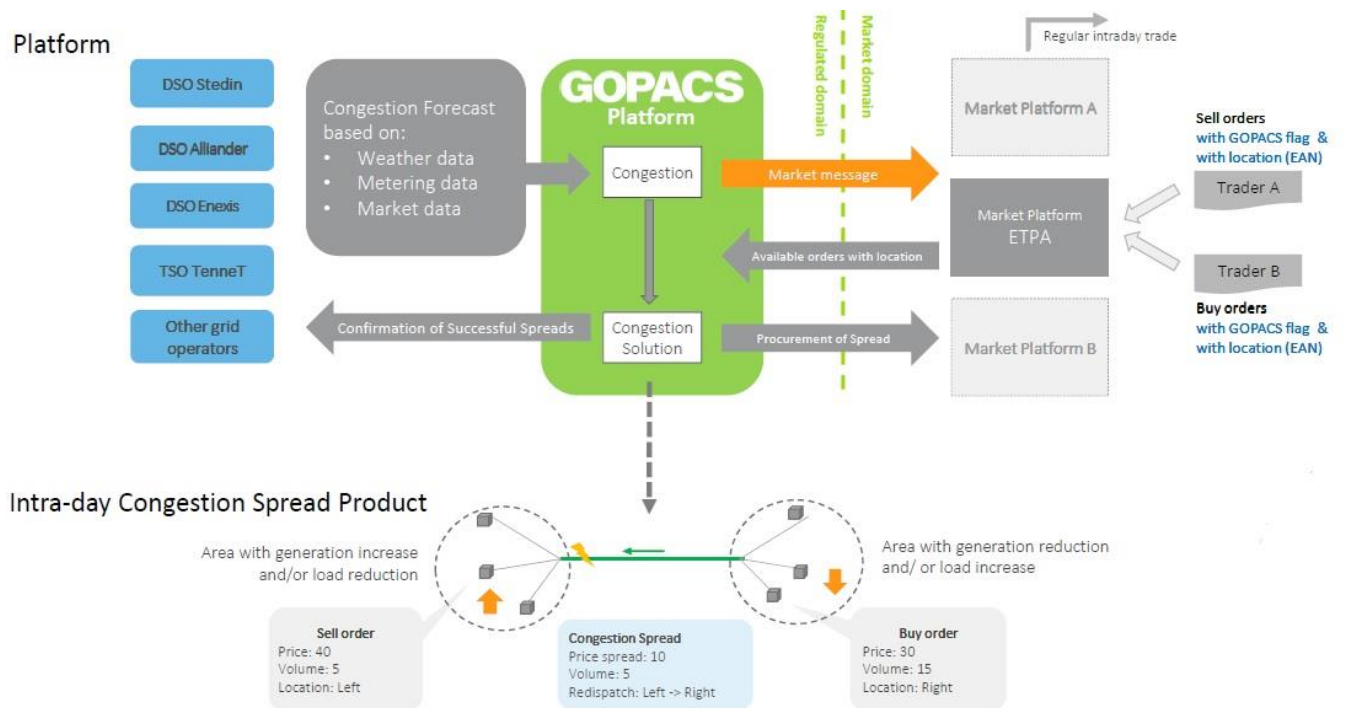 Platform
DSO Stedin
DSO Alliander
DSO Enexis
TSO TenneT
Other grid
operators
Congestion Forecast
based on:
• Weather data
• Metering data
• Market data
GOPACS
Platform
Congestion
Congestion
Solution
Confirmation of Successful Spreads
Regulated domain
Market domain
Market message
Available orders with location
Procurement of Spread
Regular intraday trade
Market Platform A
Market Platform
ETPA
Market Platform B
Sell orders
with GOPACS flag &
with location (EAN)
Trader A
Trader B
Buy orders
with GOPACS flag &
with location (EAN)
Intra-day Congestion Spread Product
Area with generation increase
and/or load reduction
Area with generation reduction
and/ or load increase
Sell order
Price: 40
Volume: 5
Location: Left
Congestion Spread
Price spread: 10
Volume: 5
Redispatch: Left -> Right
Buy order
Price: 30
Volume: 15
Location: Right